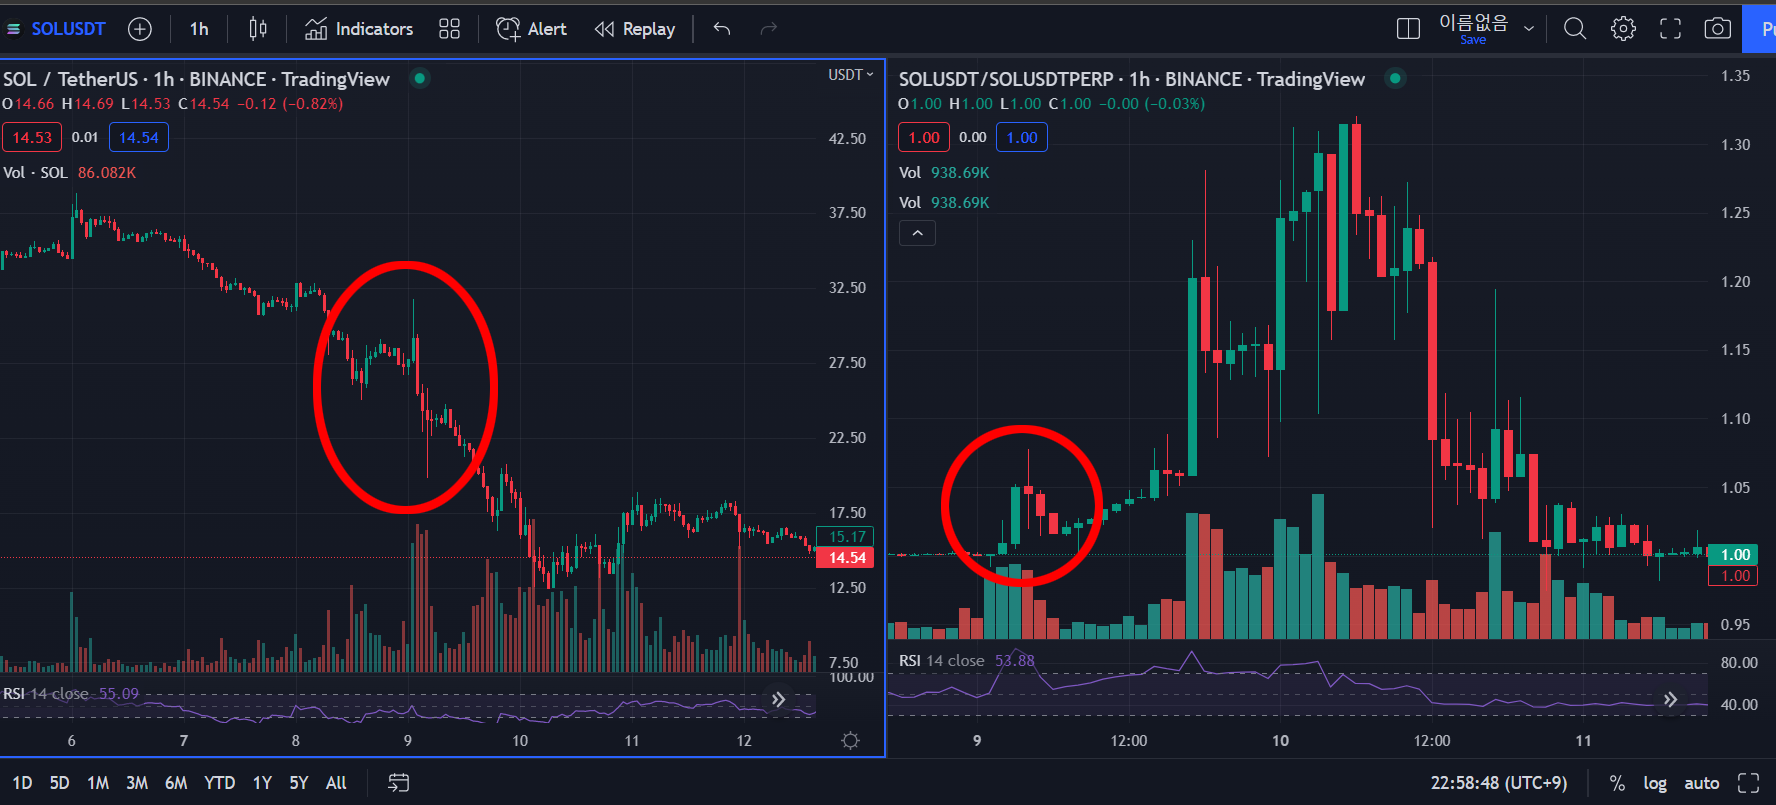 SOLUSDT 1h Indicators Alert Replay 이름없음 Save Pu
SOL / TetherUS · 1h · BINANCE · TradingView
O14.66 H14.69 L14.53 C14.54 −0.12 (−0.82%)
14.53 0.01 14.54
Vol · SOL 86.082K
USDT
42.50
37.50
32.50
27.50
22.50
17.50
15.17
14.54
12.50
7.50
100.00
RSI 14 close 55.09
6 7 8 9 10 11 12
SOLUSDT/SOLUSDTPERP · 1h · BINANCE · TradingView
O1.00 H1.00 L1.00 C1.00 −0.00 (−0.03%)
1.00 0.00 1.00
Vol 938.69K
Vol 938.69K
1.35
1.30
1.25
1.20
1.15
1.10
1.05
1.00
1.00
0.95
RSI 14 close 53.88
80.00
40.00
9 12:00 10 12:00 11
1D 5D 1M 3M 6M YTD 1Y 5Y All 22:58:48 (UTC+9) % log auto